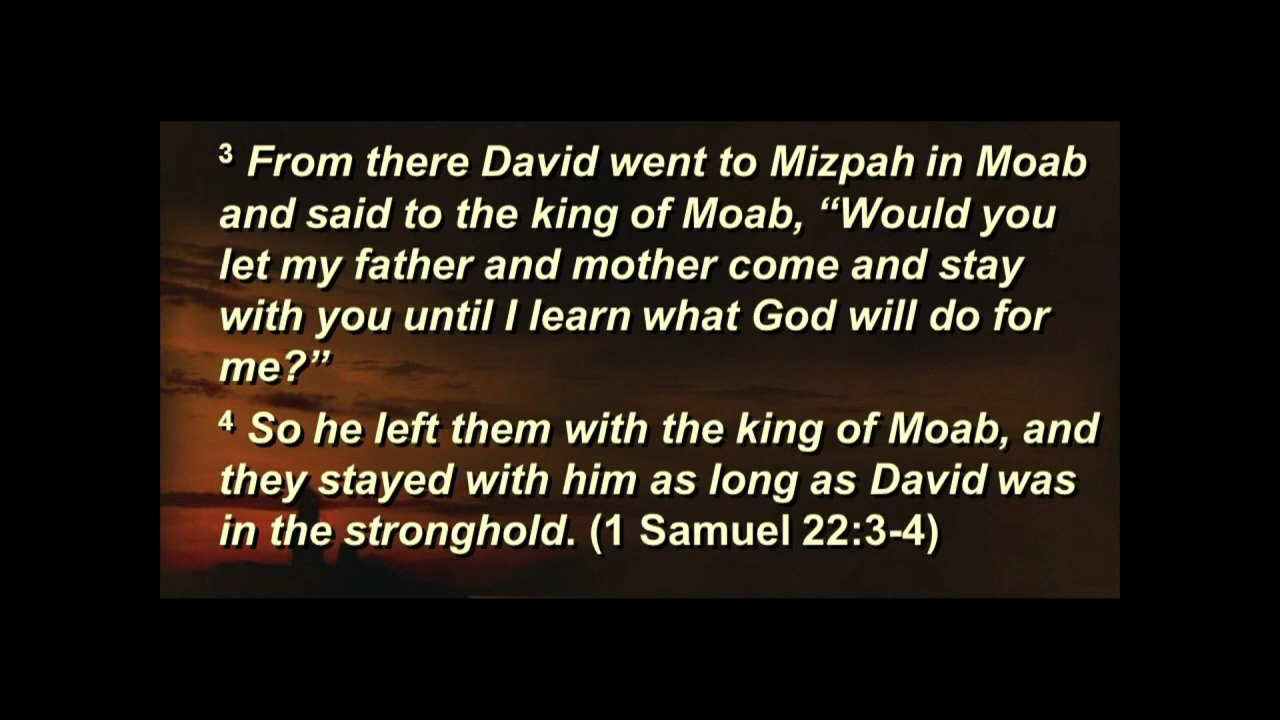 ³ From there David went to Mizpah in Moab
and said to the king of Moab, “Would you
let my father and mother come and stay
with you until I learn what God will do for
me?”
⁴ So he left them with the king of Moab, and
they stayed with him as long as David was
in the stronghold. (1 Samuel 22:3-4)